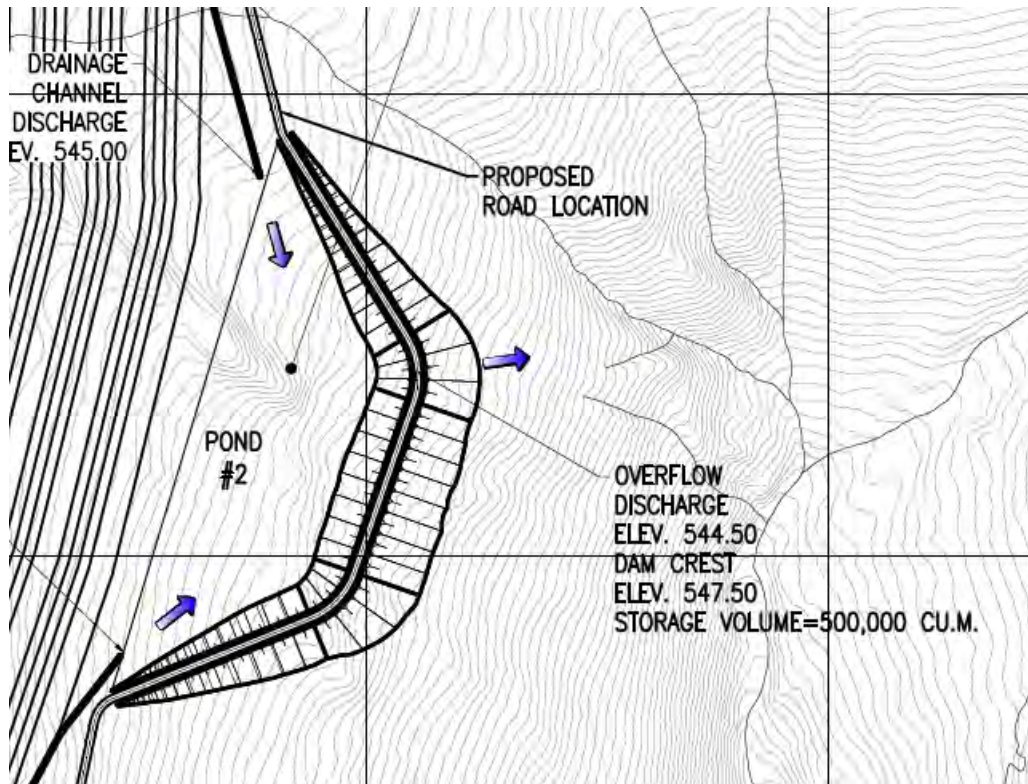 DRAINAGE
CHANNEL
DISCHARGE
EV. 545.00
PROPOSED
ROAD LOCATION
POND
#2
OVERFLOW
DISCHARGE
ELEV. 544.50
DAM CREST
ELEV. 547.50
STORAGE VOLUME=500,000 CU.M.